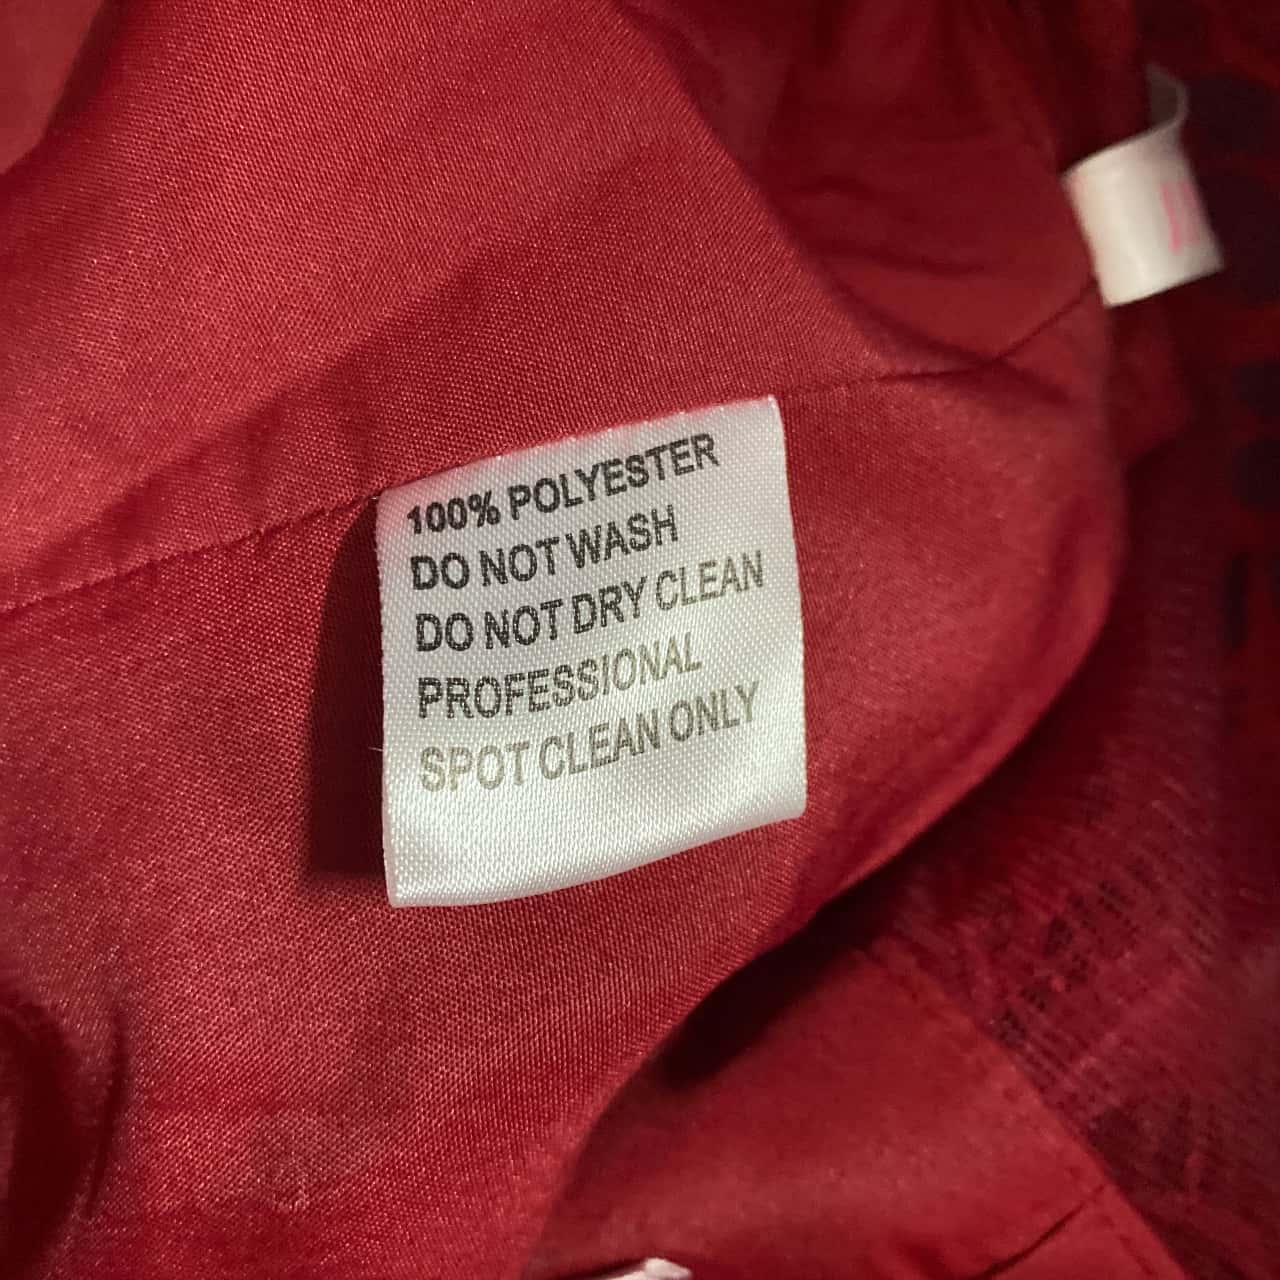 100% POLYESTER
DO NOT WASH
DO NOT DRY CLEAN
PROFESSIONAL
SPOT CLEAN ONLY